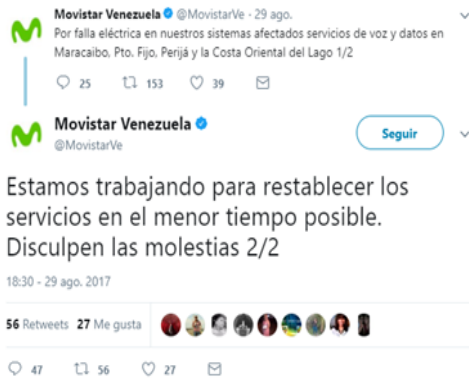 Movistar Venezuela @MovistarVe · 29 ago.
Por falla eléctrica en nuestros sistemas afectados servicios de voz y datos en
Maracaibo, Pto. Fijo, Perijá y la Costa Oriental del Lago 1/2
25 153 39
Movistar Venezuela
@MovistarVe
Seguir
Estamos trabajando para restablecer los
servicios en el menor tiempo posible.
Disculpen las molestias 2/2
18:30 - 29 ago. 2017
56 Retweets 27 Me gusta
47 56 27